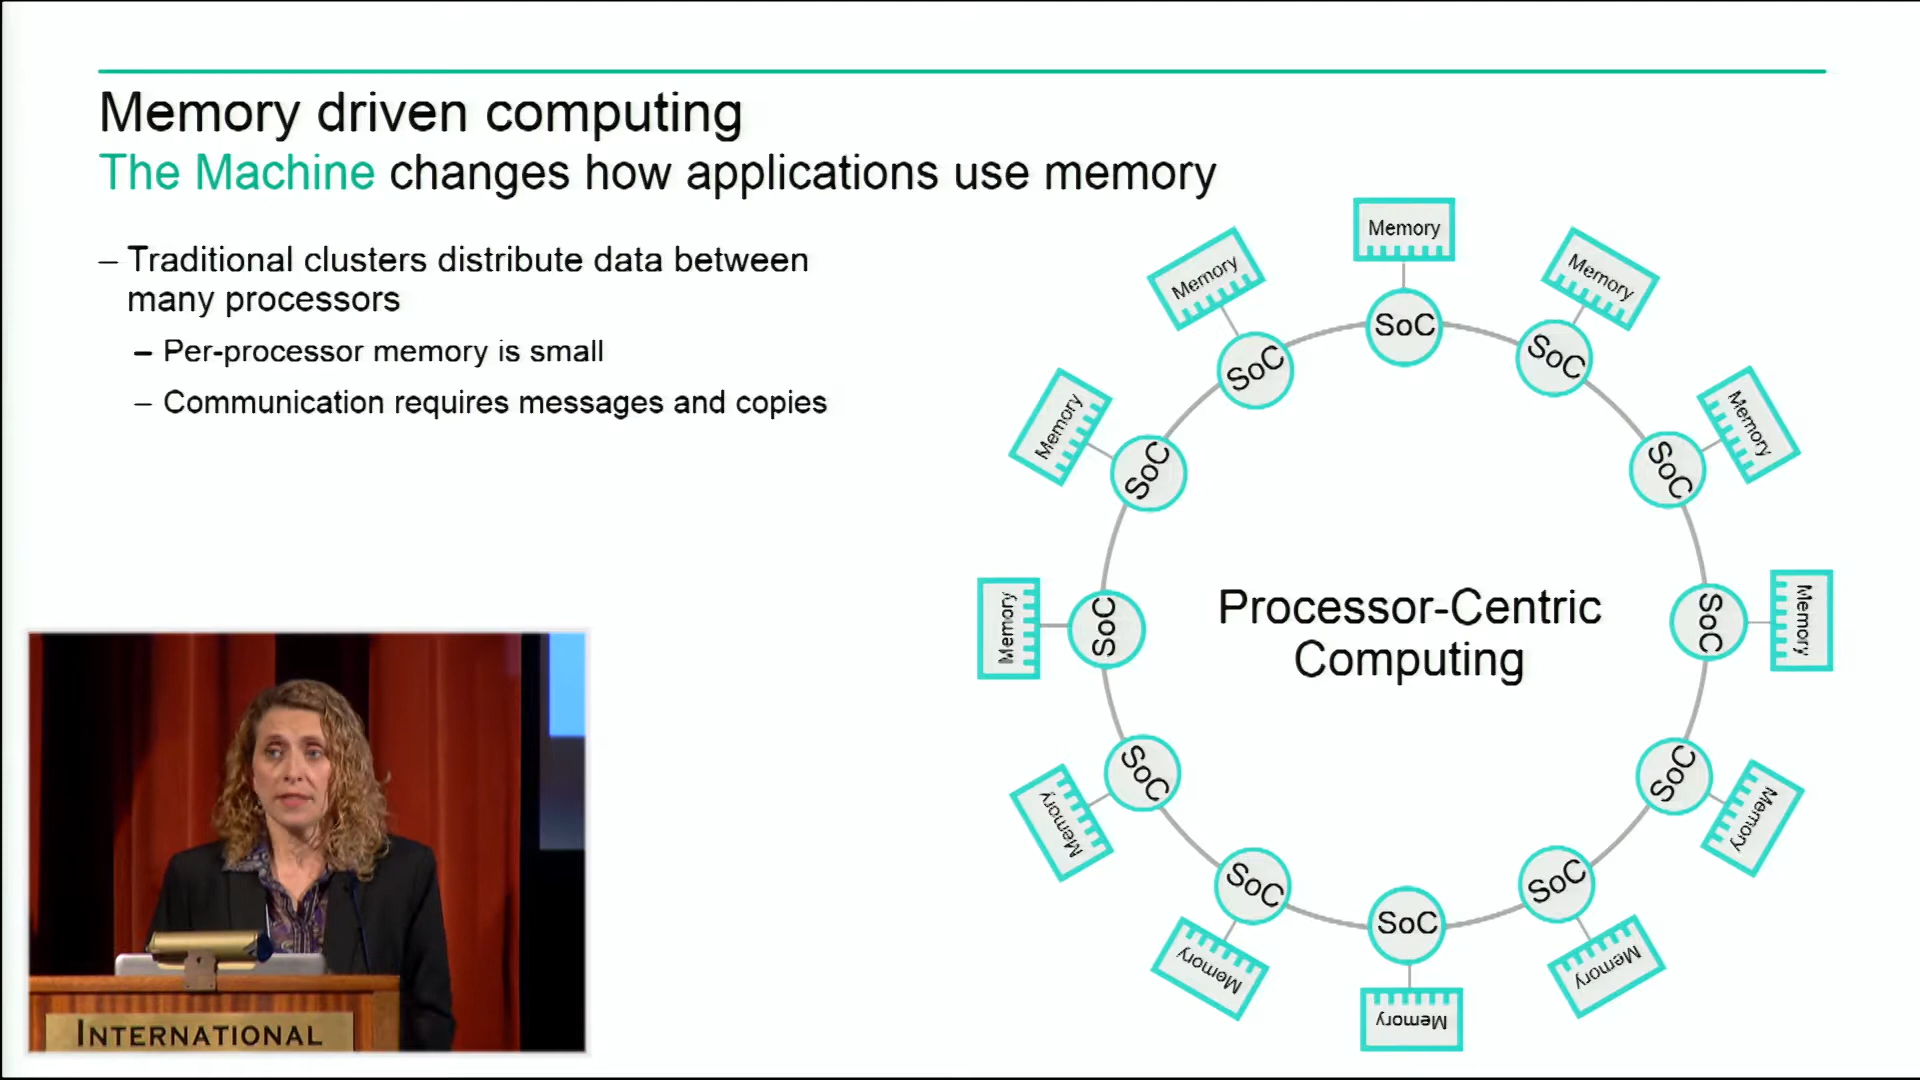 Memory driven computing
The Machine changes how applications use memory
– Traditional clusters distribute data between
many processors
– Per-processor memory is small
– Communication requires messages and copies
Memory
Memory
Memory
SoC
SoC
SoC
Memory
Memory
SoC
SoC
Memory
SoC
Processor-Centric
Computing
SoC
Memory
SoC
SoC
Memory
Memory
SoC
SoC
SoC
Memory
Memory
Memory
INTERNATIONAL